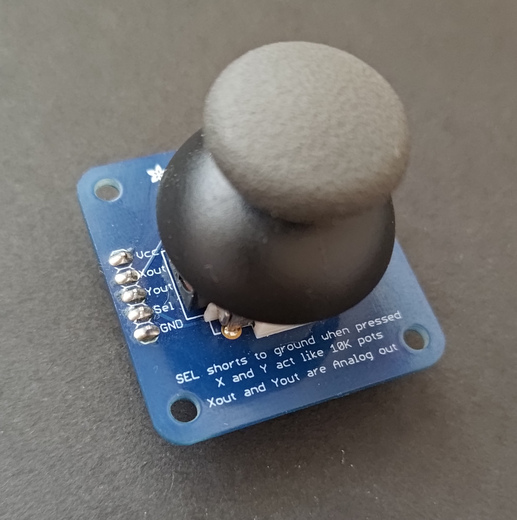 Vcc
Xout
Yout
Sel
GND
SEL shorts to ground when pressed
X and Y act like 10K pots
Xout and Yout are Analog out